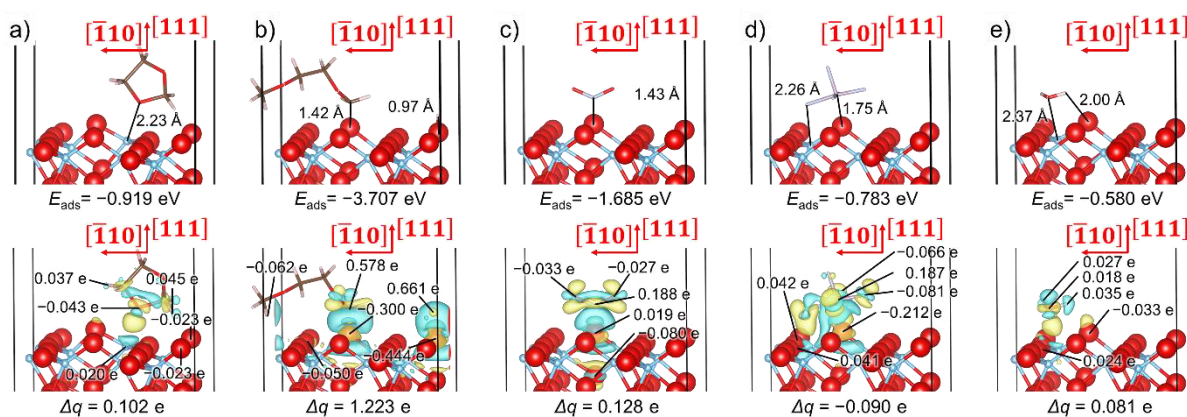 a)
[1̅10]
[111]
2.23 Å
Eads= −0.919 eV
b)
[1̅10]
[111]
1.42 Å
0.97 Å
Eads= −3.707 eV
c)
[1̅10]
[111]
1.43 Å
Eads= −1.685 eV
d)
[1̅10]
[111]
2.26 Å
1.75 Å
Eads= −0.783 eV
e)
[1̅10]
[111]
2.37 Å
2.00 Å
Eads= −0.580 eV
[1̅10]
[111]
0.037 e
0.045 e
−0.043 e
−0.023 e
0.020 e
−0.023 e
Δq = 0.102 e
[1̅10]
[111]
−0.062 e
0.578 e
0.661 e
−0.300 e
−0.444 e
−0.050 e
Δq = 1.223 e
[1̅10]
[111]
−0.033 e
−0.027 e
0.188 e
0.019 e
−0.080 e
Δq = 0.128 e
[1̅10]
[111]
−0.066 e
0.187 e
0.042 e
−0.081 e
−0.212 e
0.041 e
Δq = −0.090 e
[1̅10]
[111]
0.027 e
0.018 e
0.035 e
−0.033 e
0.024 e
Δq = 0.081 e